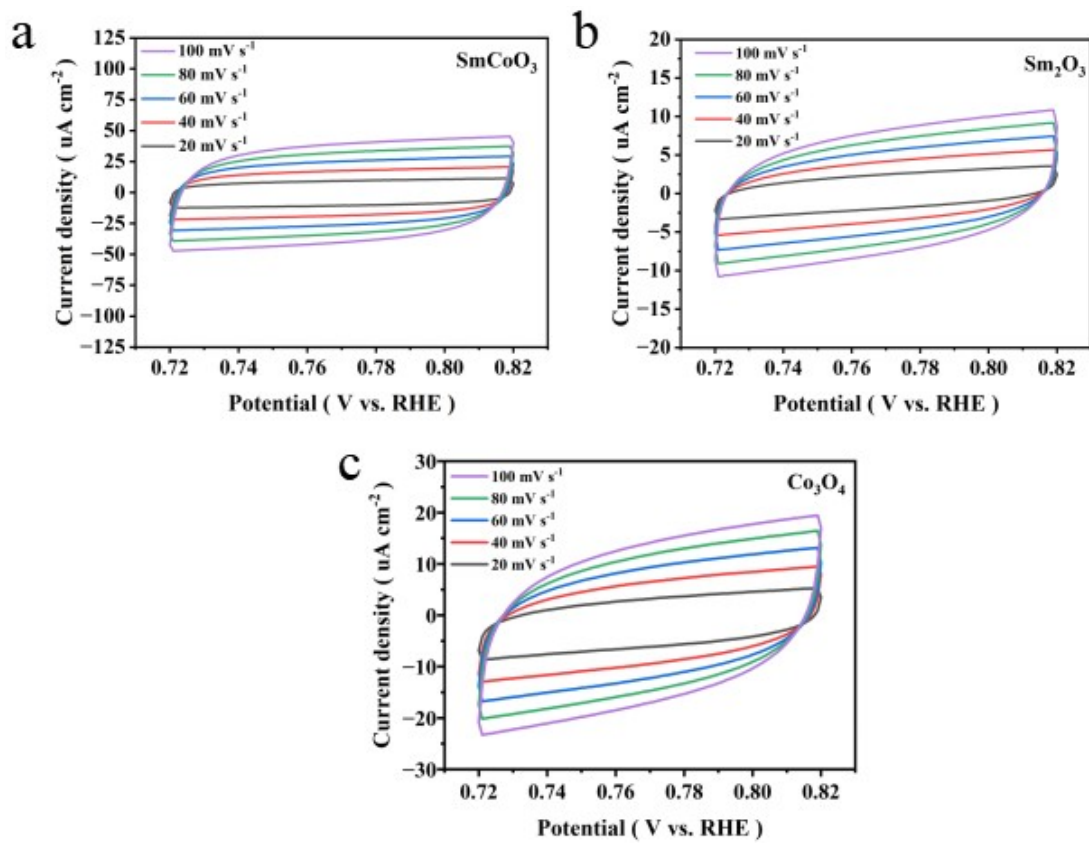 a
125
100
75
50
25
0
−25
−50
−75
−100
−125
Current density ( uA cm⁻² )
100 mV s⁻¹
80 mV s⁻¹
60 mV s⁻¹
40 mV s⁻¹
20 mV s⁻¹
SmCoO₃
0.72 0.74 0.76 0.78 0.80 0.82
Potential ( V vs. RHE )
b
20
15
10
5
0
−5
−10
−15
−20
Current density ( uA cm⁻² )
100 mV s⁻¹
80 mV s⁻¹
60 mV s⁻¹
40 mV s⁻¹
20 mV s⁻¹
Sm₂O₃
0.72 0.74 0.76 0.78 0.80 0.82
Potential ( V vs. RHE )
c
30
20
10
0
−10
−20
−30
Current density ( uA cm⁻² )
100 mV s⁻¹
80 mV s⁻¹
60 mV s⁻¹
40 mV s⁻¹
20 mV s⁻¹
Co₃O₄
0.72 0.74 0.76 0.78 0.80 0.82
Potential ( V vs. RHE )